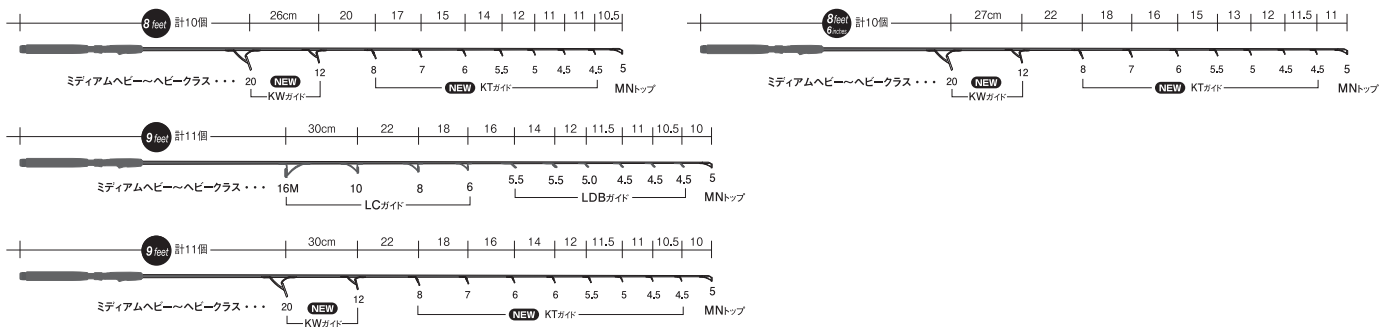 8 feet 計10個 26cm 20 17 15 14 12 11 11 10.5
20 12 8 7 6 5.5 5 4.5 4.5 5
ミディアムヘビー〜ヘビークラス・・・ NEW KWガイド NEW KTガイド MNトップ
8 feet 6 inches 計10個 27cm 22 18 16 15 13 12 11.5 11
20 12 8 7 6 5.5 5 4.5 4.5 5
ミディアムヘビー〜ヘビークラス・・・ NEW KWガイド NEW KTガイド MNトップ
9 feet 計11個 30cm 22 18 16 14 12 11.5 11 10.5 10
ミディアムヘビー〜ヘビークラス・・・ 16M 10 8 6 5.5 5.5 5.0 4.5 4.5 4.5 5
LCガイド LDBガイド MNトップ
9 feet 計11個 30cm 22 18 16 14 12 11.5 11 10.5 10
ミディアムヘビー〜ヘビークラス・・・ 20 12 8 7 6 6 5.5 5 4.5 4.5 5
NEW KWガイド NEW KTガイド MNトップ